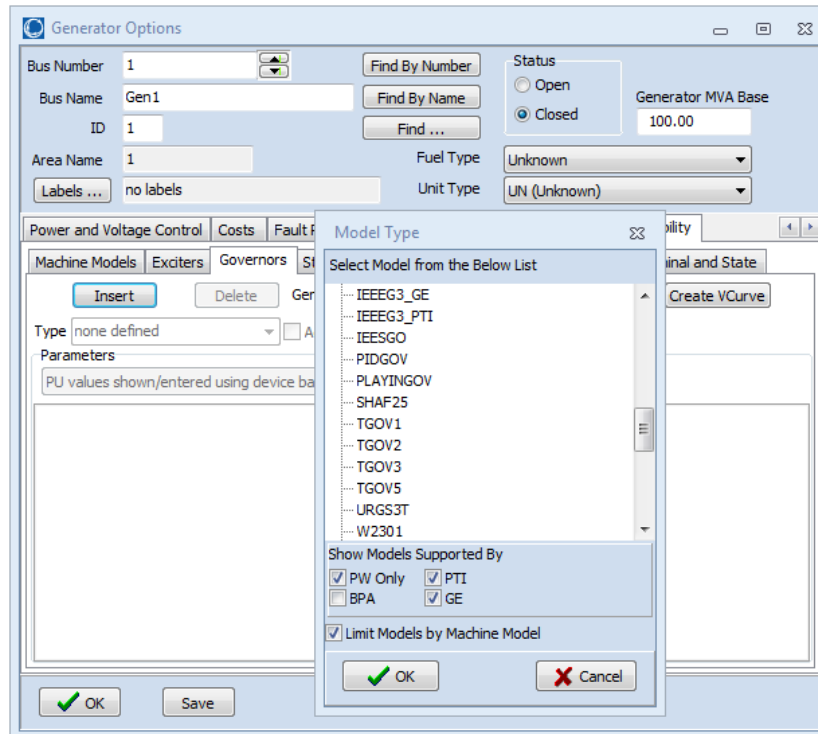 Generator Options
Bus Number 1 Find By Number Status
Open
Bus Name Gen1 Find By Name Generator MVA Base
Closed 100.00
ID 1 Find ...
Area Name 1 Fuel Type Unknown
Labels ... no labels Unit Type UN (Unknown)
Power and Voltage Control Costs Fault
Machine Models Exciters Governors
Insert Delete Create VCurve
Type none defined
Parameters
PU values shown/entered using device
Model Type
Select Model from the Below List
IEEEG3_GE
IEEEG3_PTI
IEESGO
PIDGOV
PLAYINGOV
SHAF25
TGOV1
TGOV2
TGOV3
TGOV5
URGS3T
W2301
Show Models Supported By
PW Only PTI
BPA GE
Limit Models by Machine Model
OK Cancel
and State
OK Save